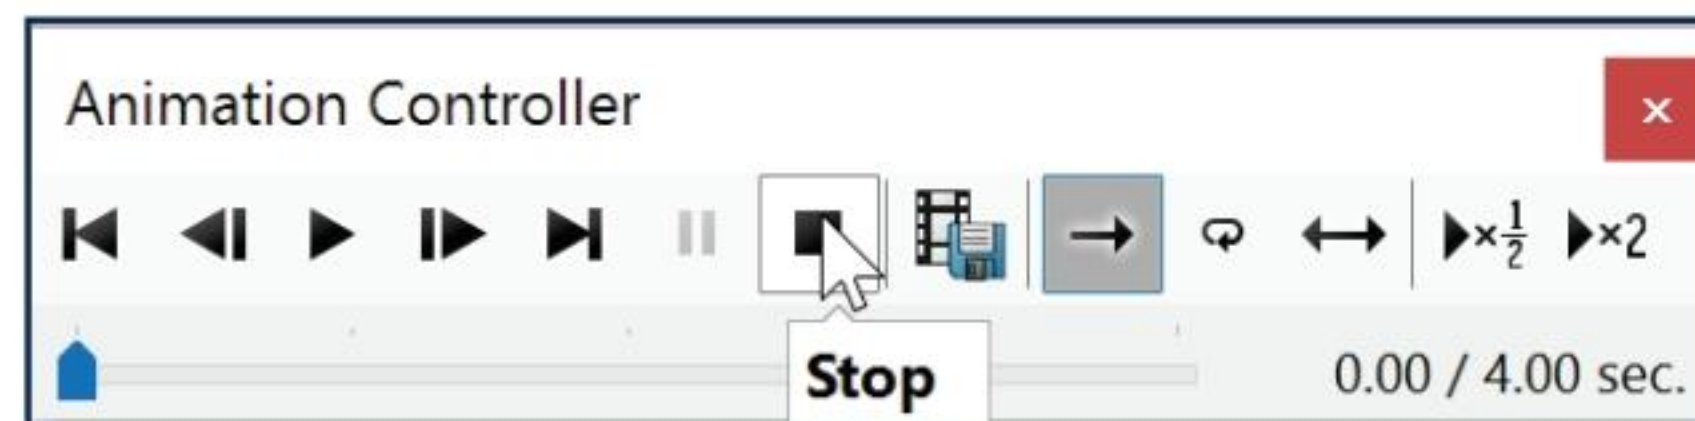 Animation Controller
×½ ×2
Stop
0.00 / 4.00 sec.